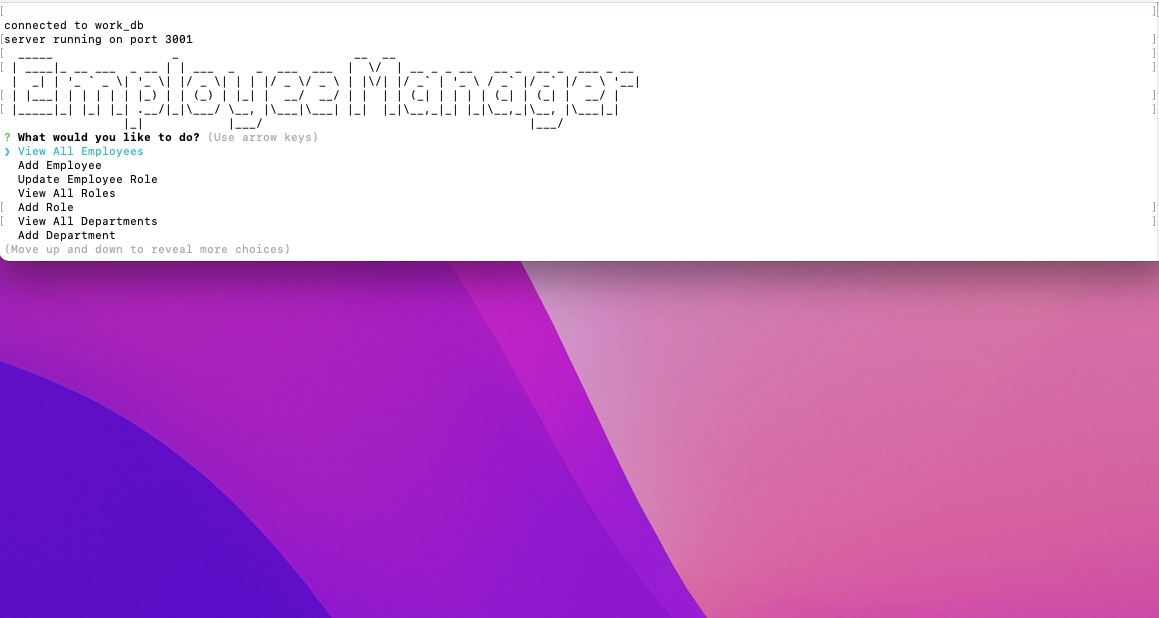 connected to work_db
server running on port 3001
Employee Manager
? What would you like to do? (Use arrow keys)
❯ View All Employees
Add Employee
Update Employee Role
View All Roles
Add Role
View All Departments
Add Department
(Move up and down to reveal more choices)